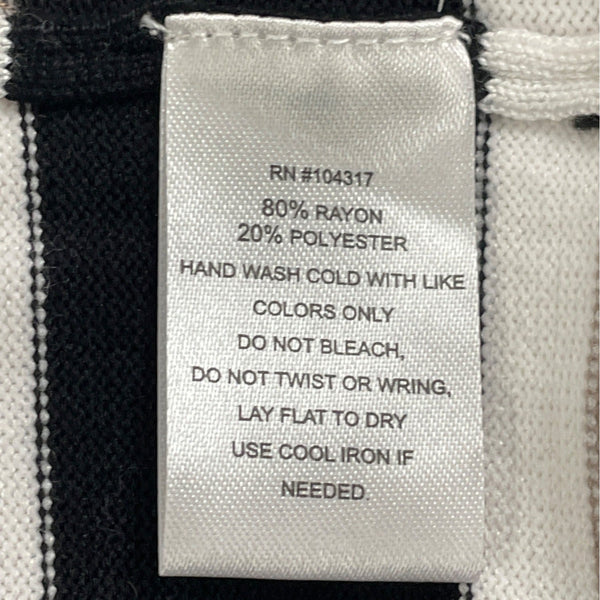 RN #104317
80% RAYON
20% POLYESTER
HAND WASH COLD WITH LIKE
COLORS ONLY
DO NOT BLEACH,
DO NOT TWIST OR WRING,
LAY FLAT TO DRY
USE COOL IRON IF
NEEDED.